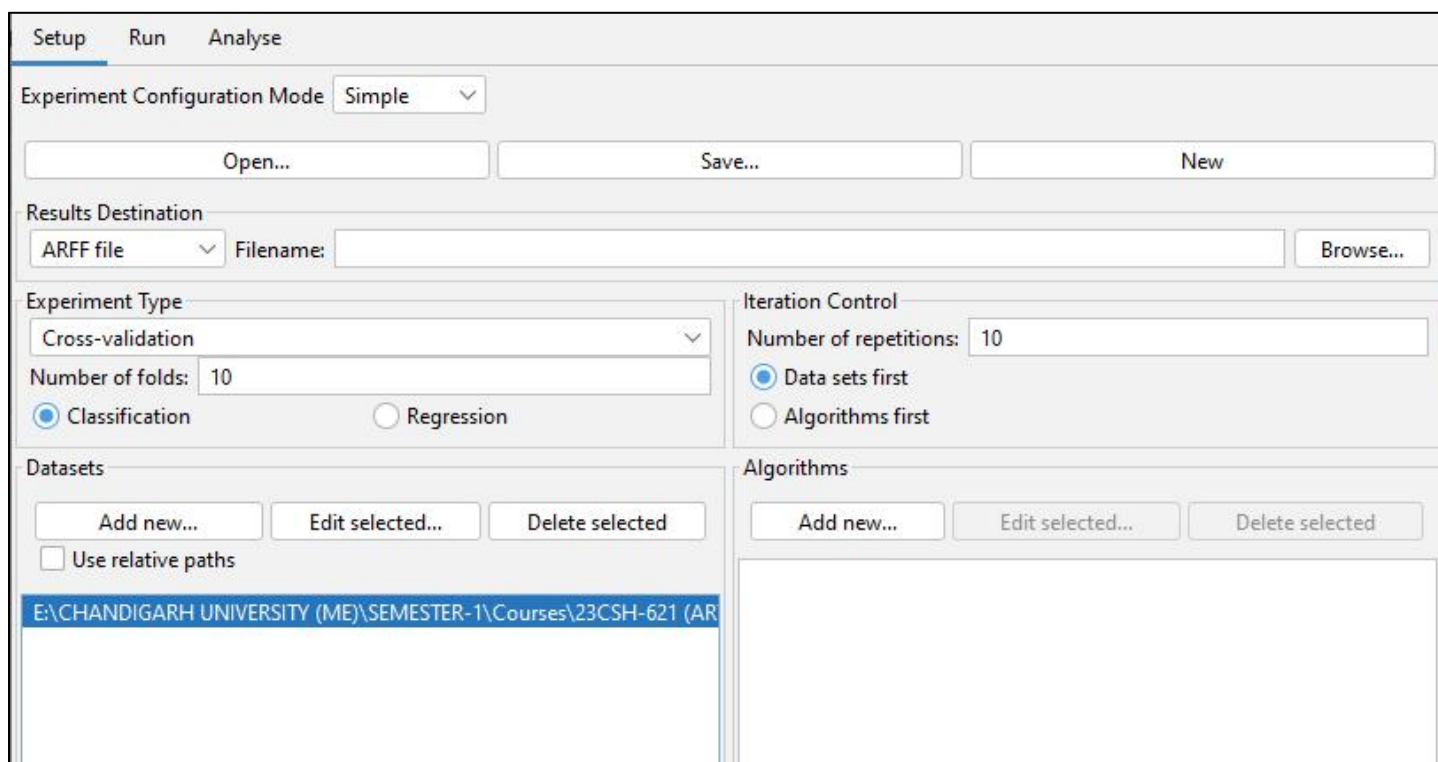 Setup Run Analyse
Experiment Configuration Mode Simple
Open... Save... New
Results Destination
ARFF file Filename: Browse...
Experiment Type
Cross-validation
Number of folds: 10
Classification Regression
Iteration Control
Number of repetitions: 10
Data sets first
Algorithms first
Datasets
Add new... Edit selected... Delete selected
Use relative paths
E:\CHANDIGARH UNIVERSITY (ME)\SEMESTER-1\Courses\23CSH-621 (AR
Algorithms
Add new... Edit selected... Delete selected